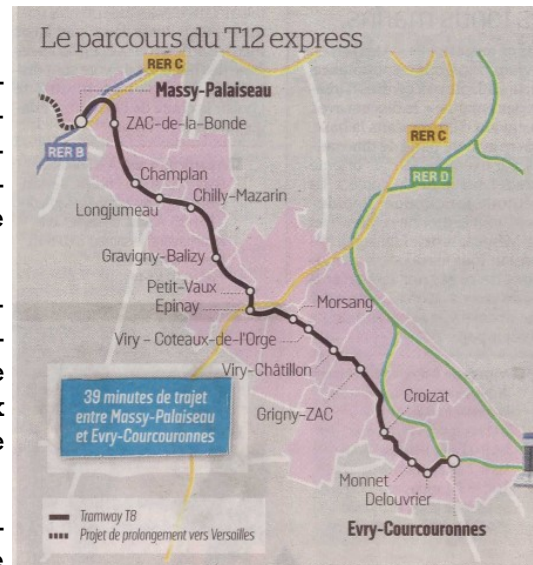 Le parcours du T12 express
RER C
Massy-Palaiseau
ZAC-de-la-Bonde
RER B
RER C
RER D
Champlan
Chilly-Mazarin
Longjumeau
Gravigny-Balizy
Petit-Vaux
Epinay
Morsang
Viry – Coteaux-de-l'Orge
Viry-Châtillon
Croizat
39 minutes de trajet
entre Massy-Palaiseau
et Evry-Courcouronnes
Grigny-ZAC
Monnet
Delouvrier
Evry-Courcouronnes
Tramway T8
Projet de prolongement vers Versailles